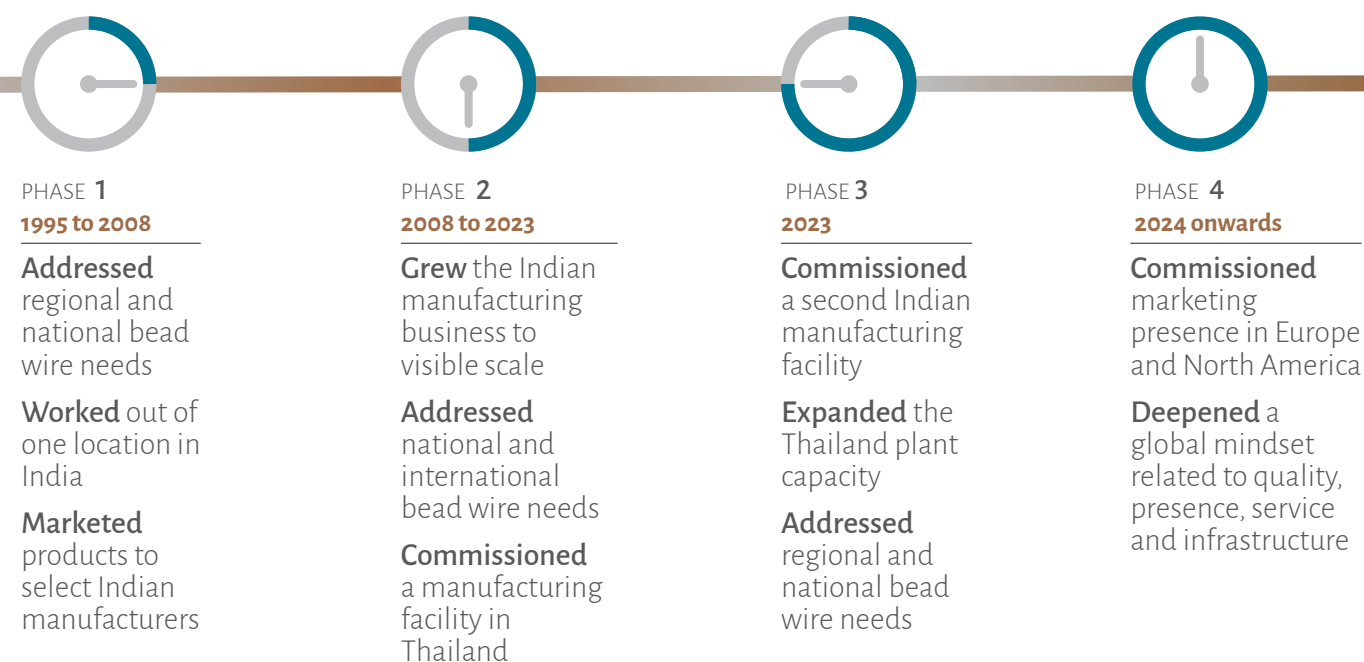 PHASE 1
1995 to 2008
Addressed
regional and
national bead
wire needs
Worked out of
one location in
India
Marketed
products to
select Indian
manufacturers
PHASE 2
2008 to 2023
Grew the Indian
manufacturing
business to
visible scale
Addressed
national and
international
bead wire needs
Commissioned
a manufacturing
facility in
Thailand
PHASE 3
2023
Commissioned
a second Indian
manufacturing
facility
Expanded the
Thailand plant
capacity
Addressed
regional and
national bead
wire needs
PHASE 4
2024 onwards
Commissioned
marketing
presence in Europe
and North America
Deepened a
global mindset
related to quality,
presence, service
and infrastructure